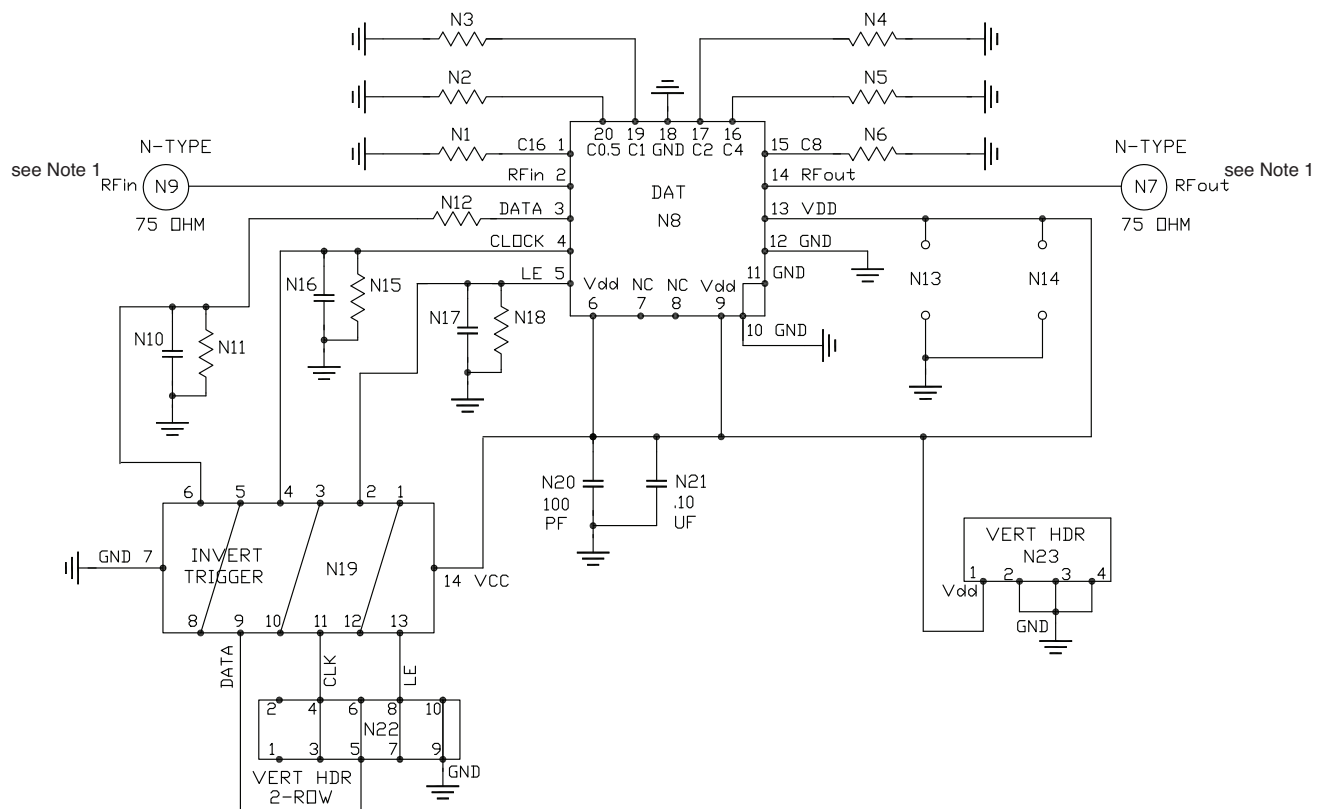 N3
N4
N2
N5
20 19 18 17 16
C0.5 C1 GND C2 C4
N1
C16 1
15 C8
N6
N-TYPE
N-TYPE
see Note 1
RFin
N9
RFin 2
14 RFout
N7
RFout
see Note 1
75 OHM
75 OHM
DAT
N8
N12
DATA 3
13 VDD
CLOCK 4
12 GND
LE 5
11 GND
Vdd NC NC Vdd
6 7 8 9
10 GND
N16
N15
N13
N14
N17
N18
N10
N11
6 5 4 3 2 1
N20
100
PF
N21
.10
UF
GND 7
INVERT
TRIGGER
N19
14 VCC
8 9 10 11 12 13
VERT HDR
N23
1 2 3 4
Vdd
GND
DATA
CLK
LE
2 4 6 8 10
N22
1 3 5 7 9
GND
VERT HDR
2-ROW